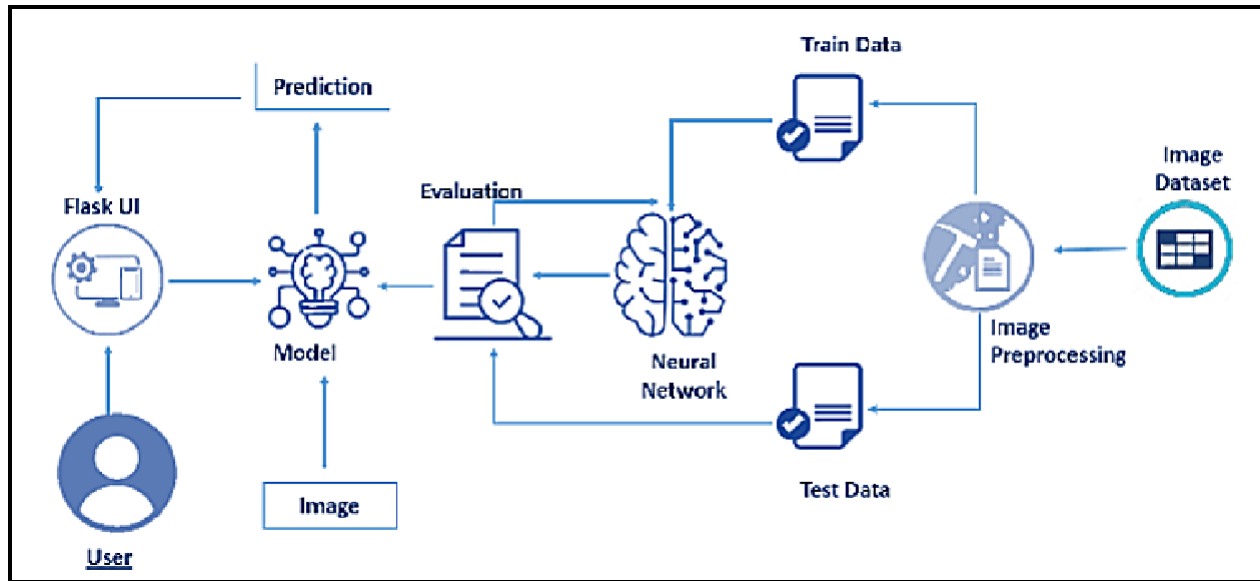 Train Data
Prediction
Image
Dataset
Evaluation
Flask UI
Image
Preprocessing
Model
Neural
Network
Test Data
Image
User